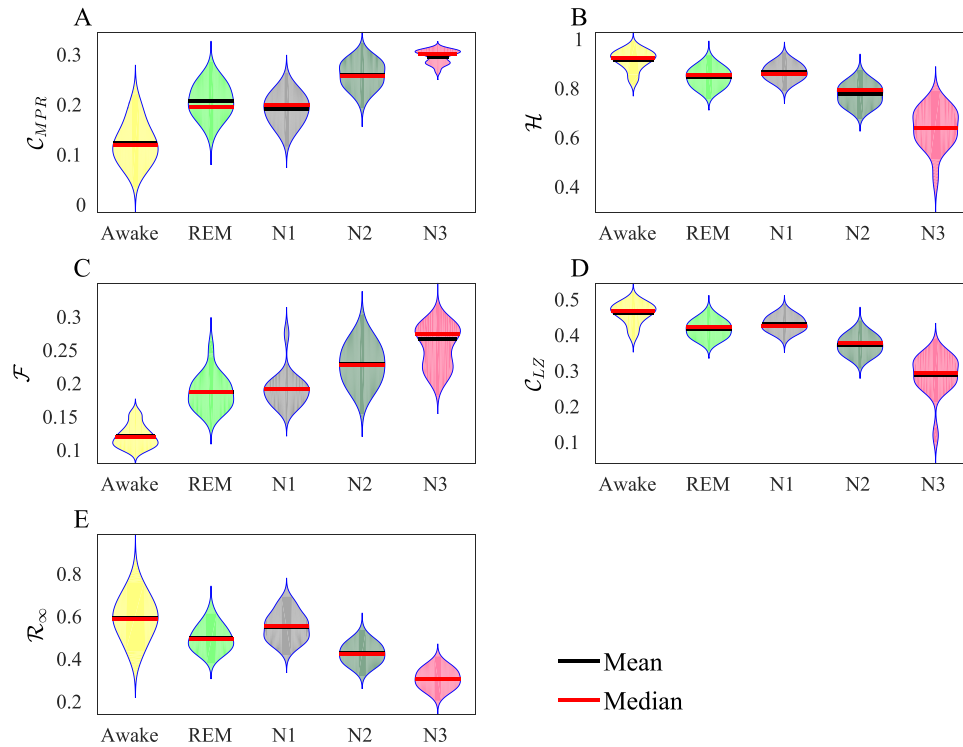 A
0.3
0.2
0.1
0
C_MPR
Awake REM N1 N2 N3
B
1
0.8
0.6
0.4
H
Awake REM N1 N2 N3
C
0.3
0.25
0.2
0.15
0.1
F
Awake REM N1 N2 N3
D
0.5
0.4
0.3
0.2
0.1
C_LZ
Awake REM N1 N2 N3
E
0.8
0.6
0.4
0.2
R_∞
Awake REM N1 N2 N3
Mean
Median